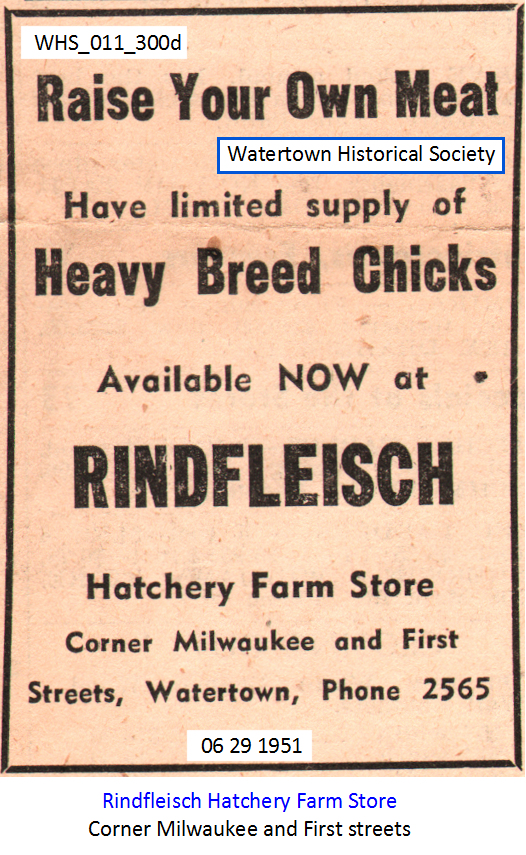 WHS_011_300d
Raise Your Own Meat
Watertown Historical Society
Have limited supply of
Heavy Breed Chicks
Available NOW at
RINDFLEISCH
Hatchery Farm Store
Corner Milwaukee and First
Streets, Watertown, Phone 2565
06 29 1951
Rindfleisch Hatchery Farm Store
Corner Milwaukee and First streets